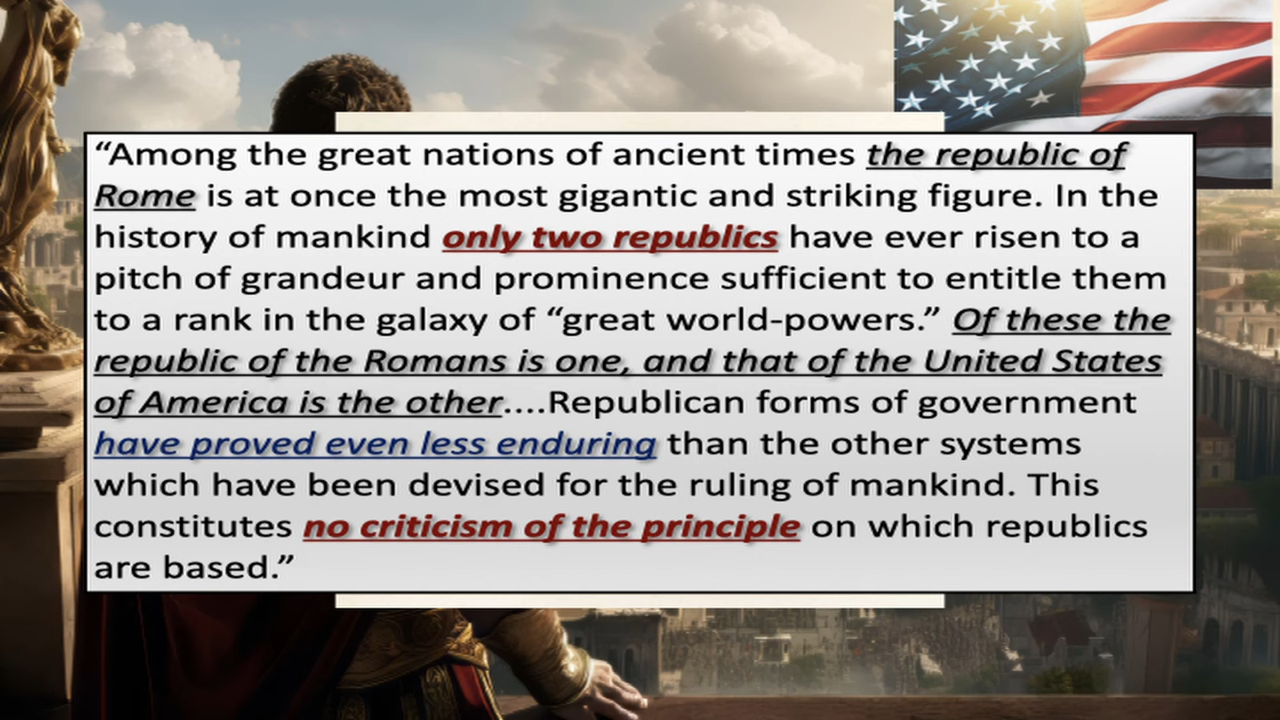 “Among the great nations of ancient times the republic of
Rome is at once the most gigantic and striking figure. In the
history of mankind only two republics have ever risen to a
pitch of grandeur and prominence sufficient to entitle them
to a rank in the galaxy of “great world-powers.” Of these the
republic of the Romans is one, and that of the United States
of America is the other....Republican forms of government
have proved even less enduring than the other systems
which have been devised for the ruling of mankind. This
constitutes no criticism of the principle on which republics
are based.”